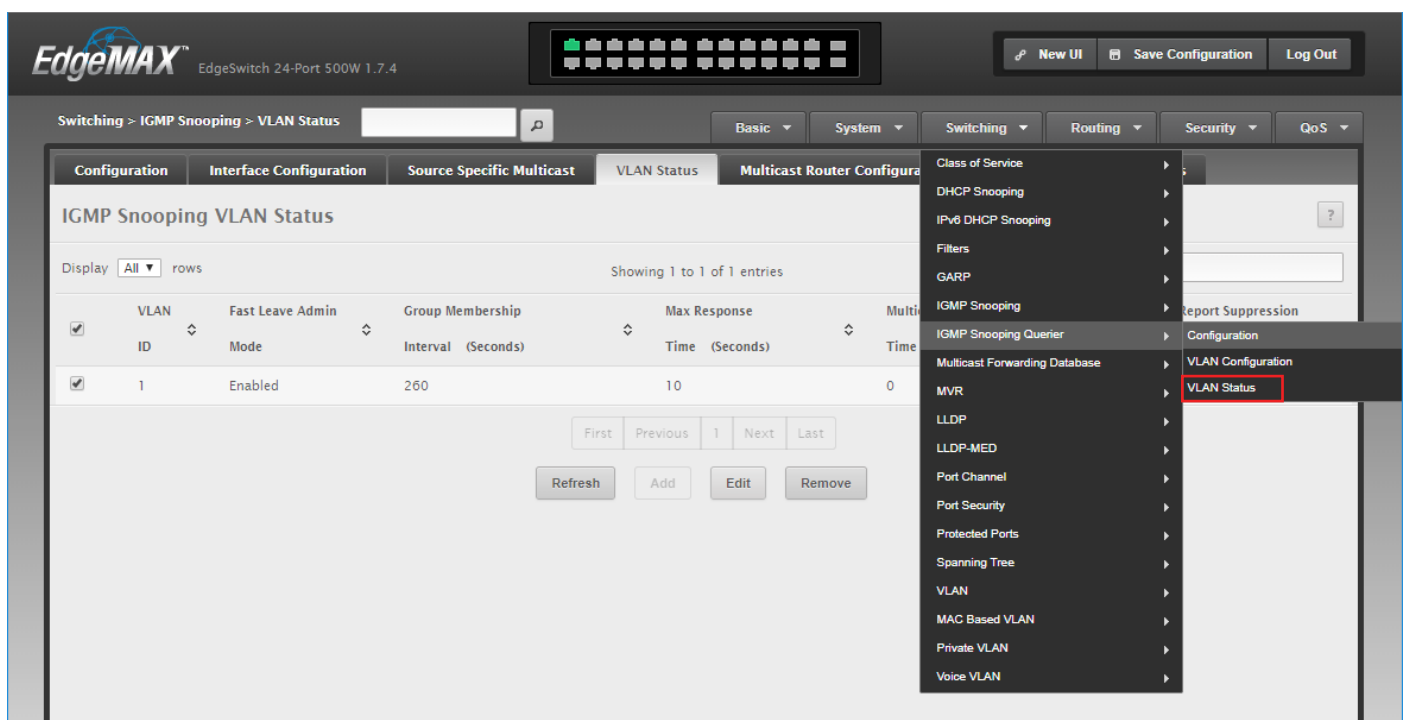 EdgeMAX™ EdgeSwitch 24-Port 500W 1.7.4
New UI Save Configuration Log Out
Switching > IGMP Snooping > VLAN Status
Basic System Switching Routing Security QoS
Configuration Interface Configuration Source Specific Multicast VLAN Status Multicast Router Configura s
IGMP Snooping VLAN Status ?
Display All rows Showing 1 to 1 of 1 entries
VLAN ID Fast Leave Admin Mode Group Membership Interval (Seconds) Max Response Time (Seconds) Multi Time Report Suppression
1 Enabled 260 10 0
First Previous 1 Next Last
Refresh Add Edit Remove
Class of Service
DHCP Snooping
IPv6 DHCP Snooping
Filters
GARP
IGMP Snooping
IGMP Snooping Querier
Multicast Forwarding Database
MVR
LLDP
LLDP-MED
Port Channel
Port Security
Protected Ports
Spanning Tree
VLAN
MAC Based VLAN
Private VLAN
Voice VLAN
Configuration
VLAN Configuration
VLAN Status